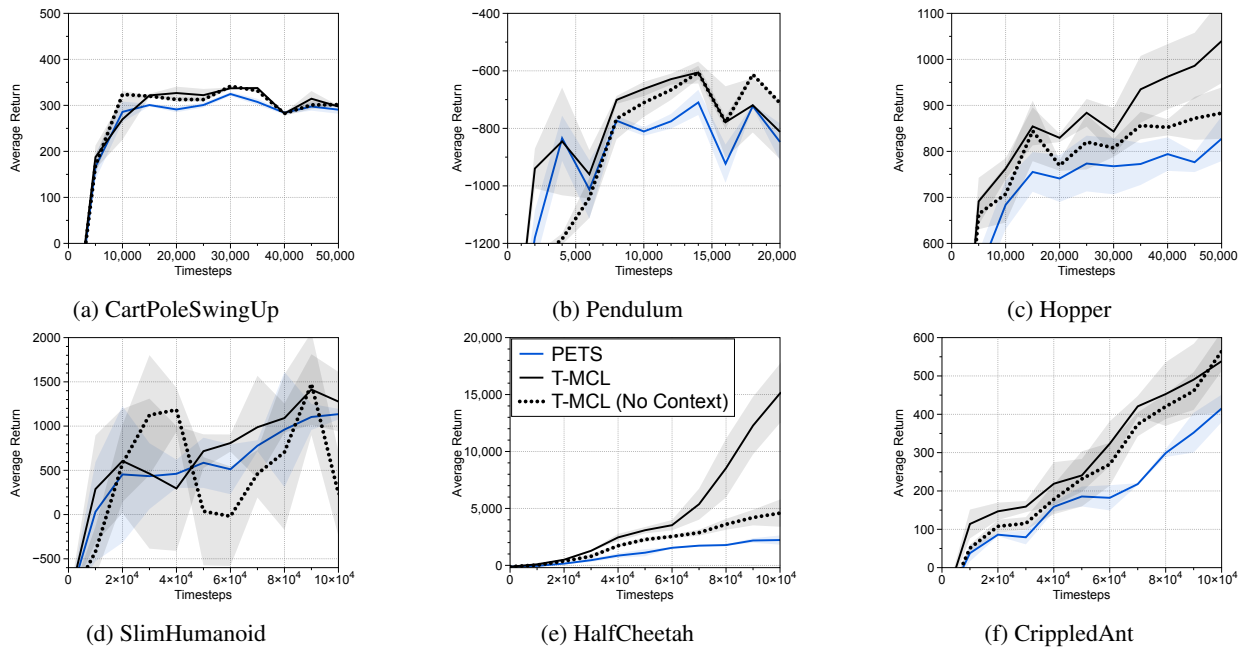 500
400
300
200
100
0
Average Return
0 10,000 20,000 30,000 40,000 50,000
Timesteps
(a) CartPoleSwingUp
−400
−600
−800
−1000
−1200
Average Return
0 5,000 10,000 15,000 20,000
Timesteps
(b) Pendulum
1100
1000
900
800
700
600
Average Return
0 10,000 20,000 30,000 40,000 50,000
Timesteps
(c) Hopper
2000
1500
1000
500
0
−500
Average Return
2×10⁴ 4×10⁴ 6×10⁴ 8×10⁴ 10×10⁴
Timesteps
(d) SlimHumanoid
20,000
15,000
10,000
5,000
0
Average Return
PETS
T-MCL
T-MCL (No Context)
0 2×10⁴ 4×10⁴ 6×10⁴ 8×10⁴ 10×10⁴
Timesteps
(e) HalfCheetah
600
500
400
300
200
100
0
Average Return
0 2×10⁴ 4×10⁴ 6×10⁴ 8×10⁴ 10×10⁴
Timesteps
(f) CrippledAnt